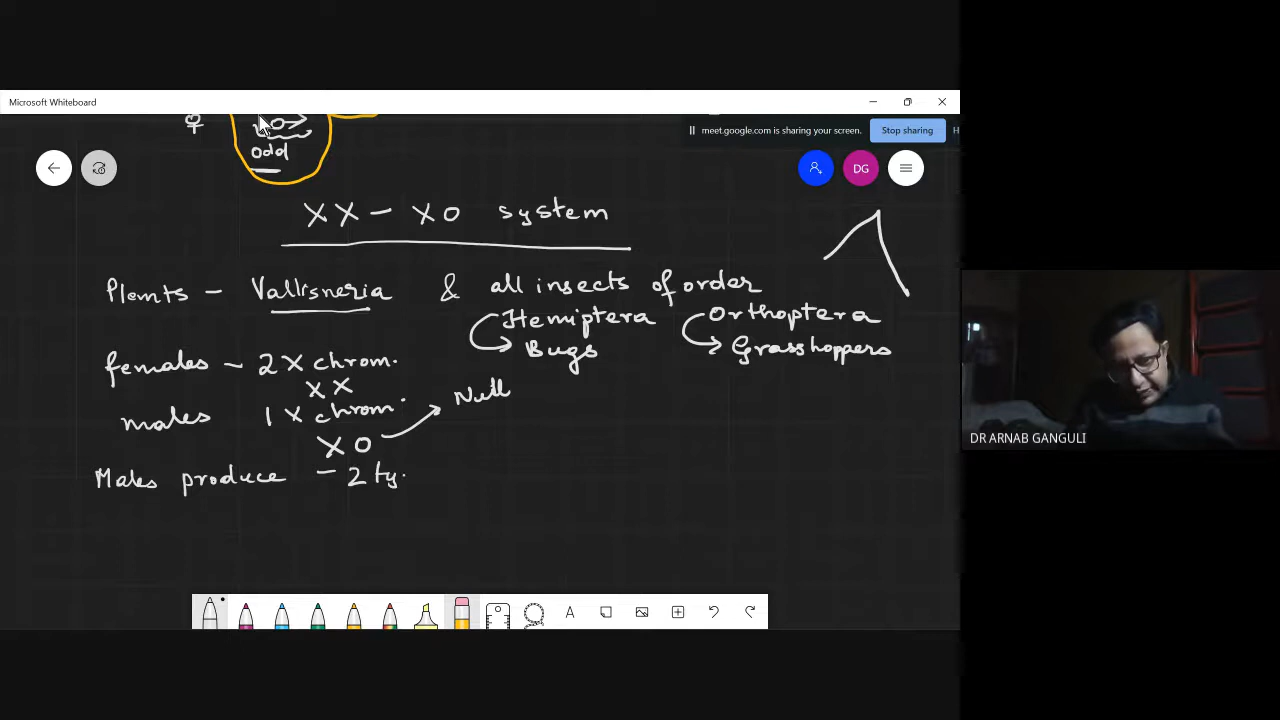 Microsoft Whiteboard
meet.google.com is sharing your screen.
Stop sharing
H
odd
DG
XX - XO system
Plants - Vallisneria & all insects of order
Hemiptera Orthoptera
Bugs Grasshoppers
females - 2 X chrom.
XX
Null
males 1 X chrom.
XO
Males produce - 2 ty.
DR ARNAB GANGULI
A